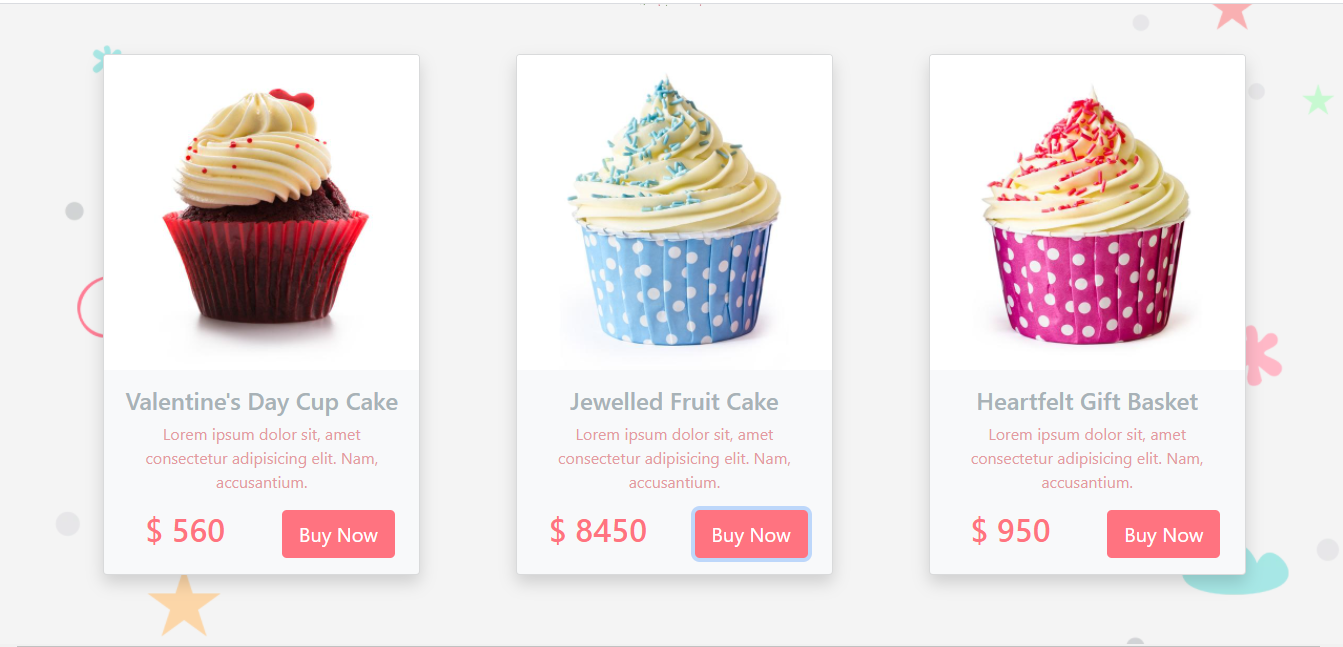 Valentine's Day Cup Cake
Lorem ipsum dolor sit, amet
consectetur adipisicing elit. Nam,
accusantium.
$ 560
Buy Now
Jewelled Fruit Cake
Lorem ipsum dolor sit, amet
consectetur adipisicing elit. Nam,
accusantium.
$ 8450
Buy Now
Heartfelt Gift Basket
Lorem ipsum dolor sit, amet
consectetur adipisicing elit. Nam,
accusantium.
$ 950
Buy Now